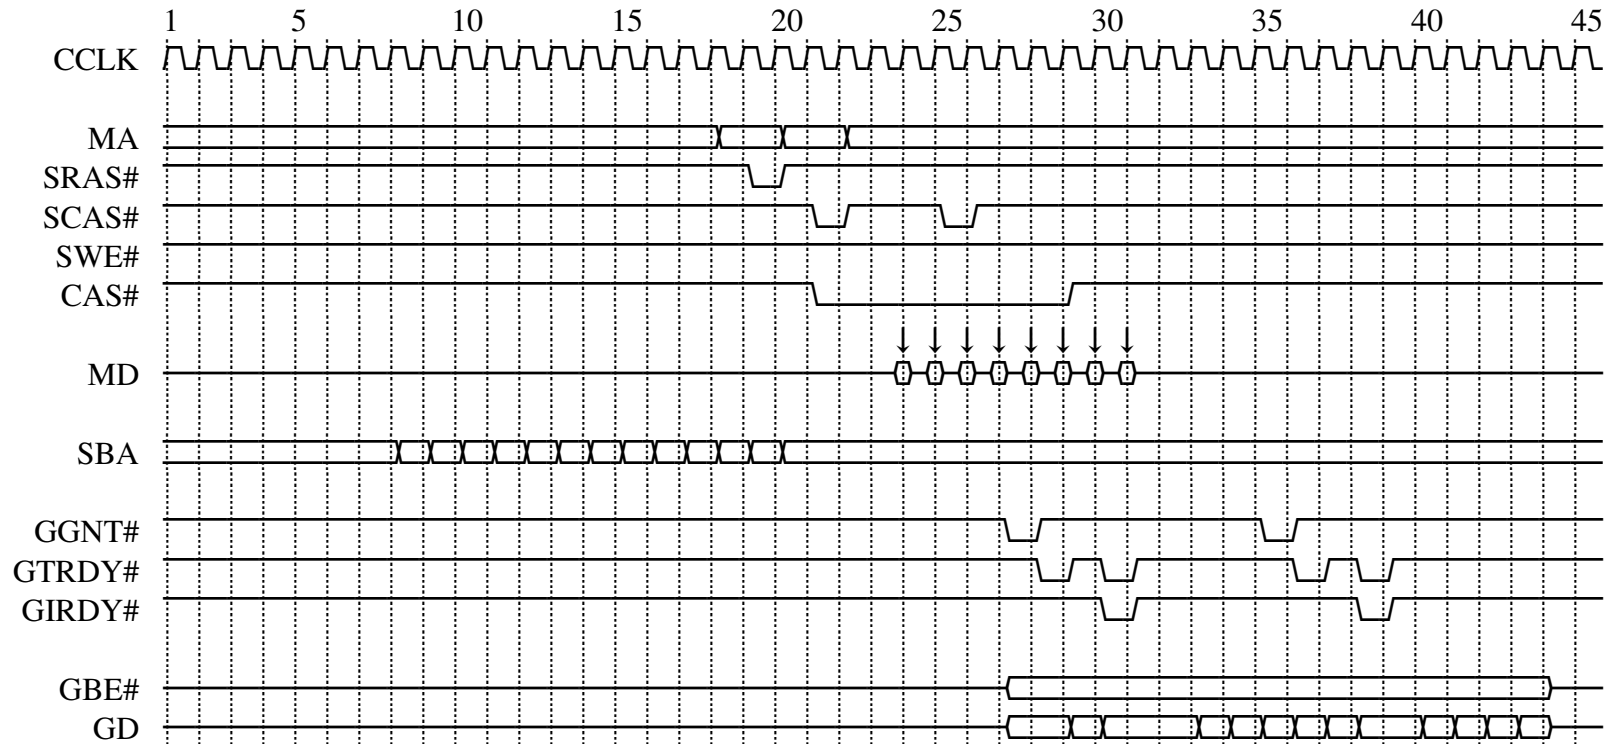 1 5 10 15 20 25 30 35 40 45
CCLK
MA
SRAS#
SCAS#
SWE#
CAS#
MD
SBA
GGNT#
GTRDY#
GIRDY#
GBE#
GD